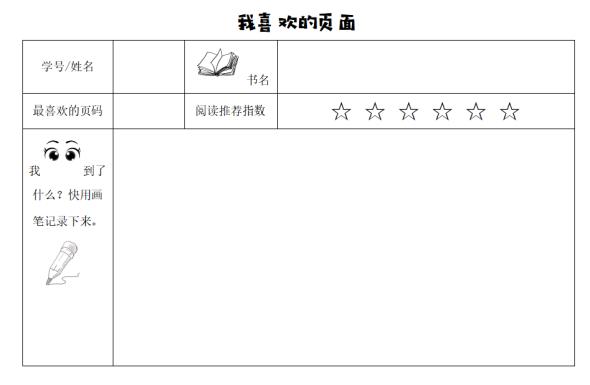 我喜欢的页面
学号/姓名
书名
最喜欢的页码
阅读推荐指数
我 到了
什么？快用画
笔记录下来。